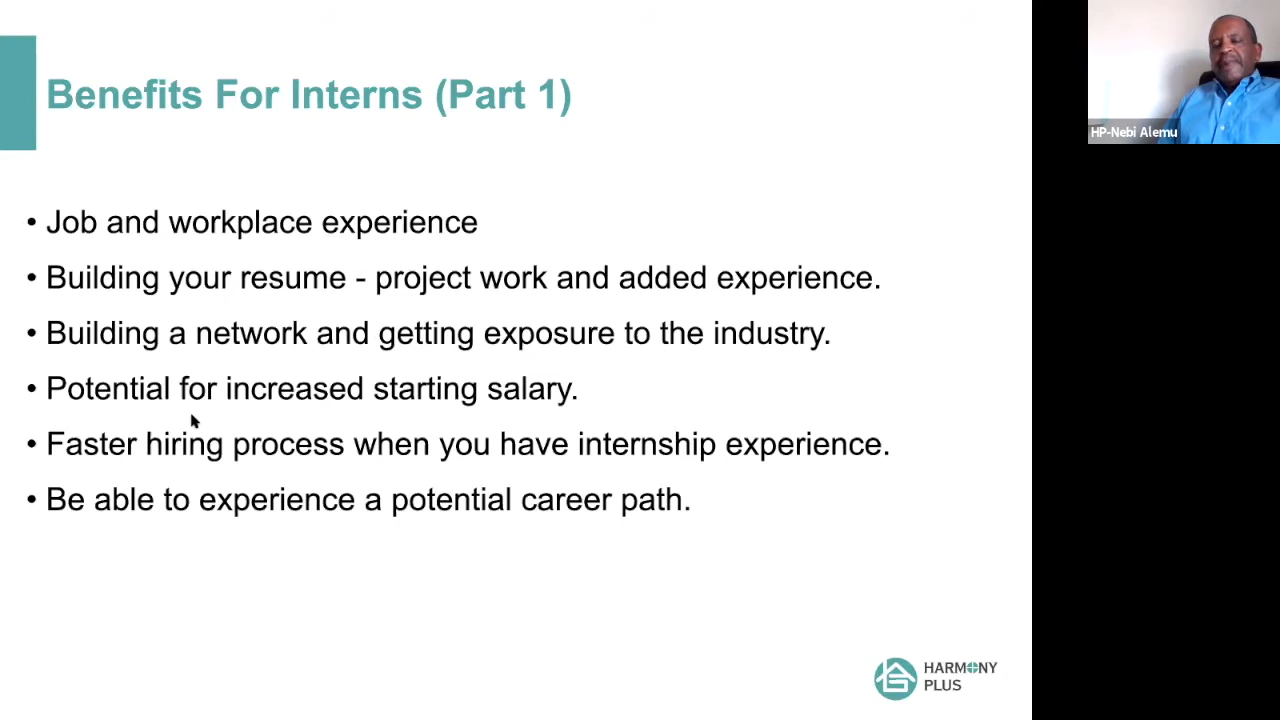 Benefits For Interns (Part 1)
HP-Nebi Alemu
• Job and workplace experience
• Building your resume - project work and added experience.
• Building a network and getting exposure to the industry.
• Potential for increased starting salary.
• Faster hiring process when you have internship experience.
• Be able to experience a potential career path.
HARMONY
PLUS